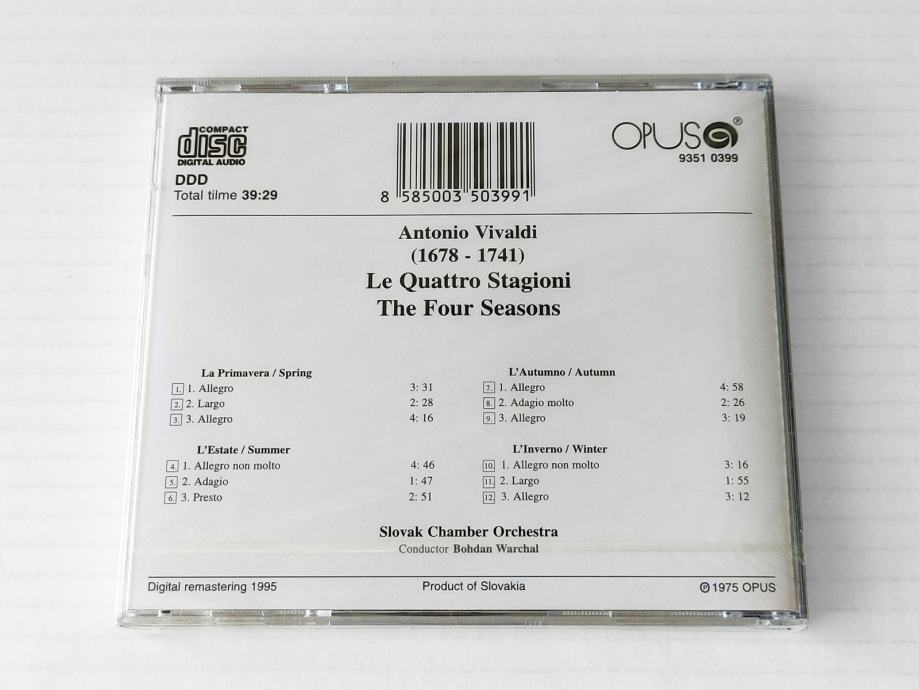 COMPACT
disc
DIGITAL AUDIO
DDD
Total tilme 39:29
8 585003 503991
OPUS ®
9351 0399
Antonio Vivaldi
(1678 - 1741)
Le Quattro Stagioni
The Four Seasons
La Primavera / Spring
1. 1. Allegro 3: 31
2. 2. Largo 2: 28
3. 3. Allegro 4: 16
L'Estate / Summer
4. 1. Allegro non molto 4: 46
5. 2. Adagio 1: 47
6. 3. Presto 2: 51
L'Autumno / Autumn
7. 1. Allegro 4: 58
8. 2. Adagio molto 2: 26
9. 3. Allegro 3: 19
L'Inverno / Winter
10. 1. Allegro non molto 3: 16
11. 2. Largo 1: 55
12. 3. Allegro 3: 12
Slovak Chamber Orchestra
Conductor Bohdan Warchal
Digital remastering 1995
Product of Slovakia
℗ 1975 OPUS